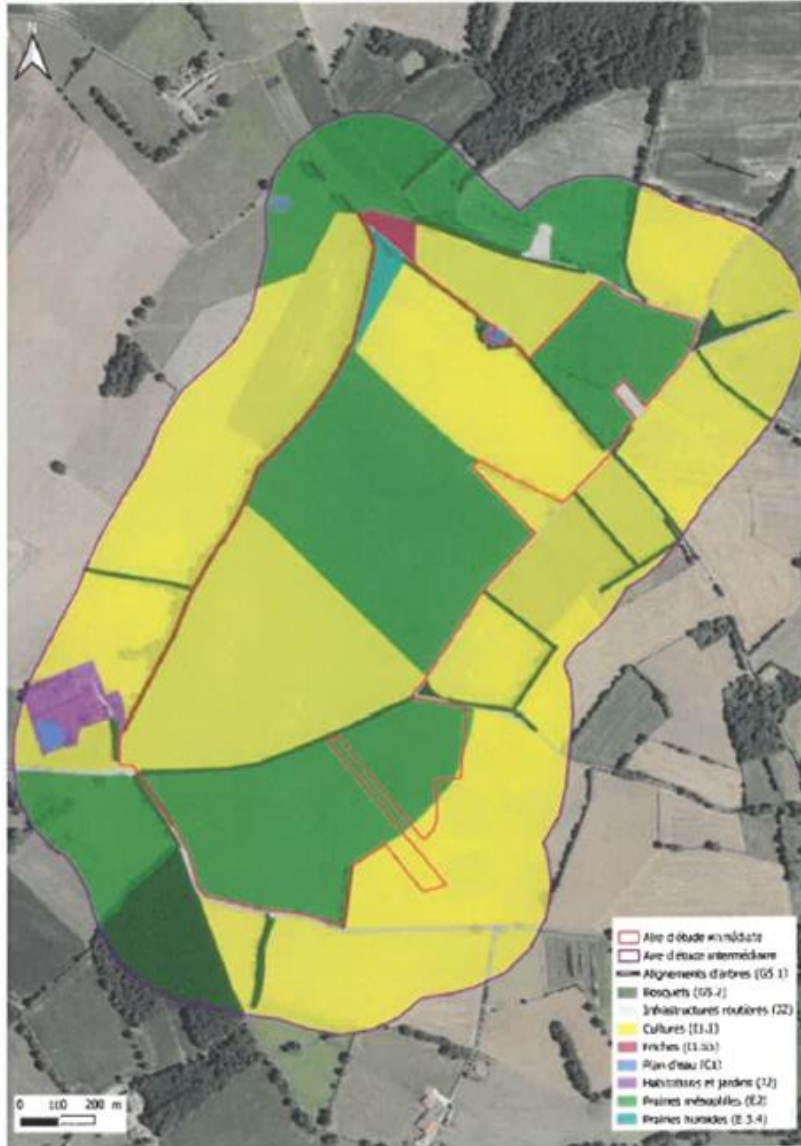 N
Aire d'étude immédiate
Aire d'étude intermédiaire
Alignements d'arbres (G5.1)
Bosquets (G5.2)
Infrastructures routières (J2)
Cultures (I1.1)
Friches
Plan d'eau (C1)
Habitations et jardins (J2)
Prairies mésophiles (E2)
Prairies humides (E.3.4)
0 100 200 m